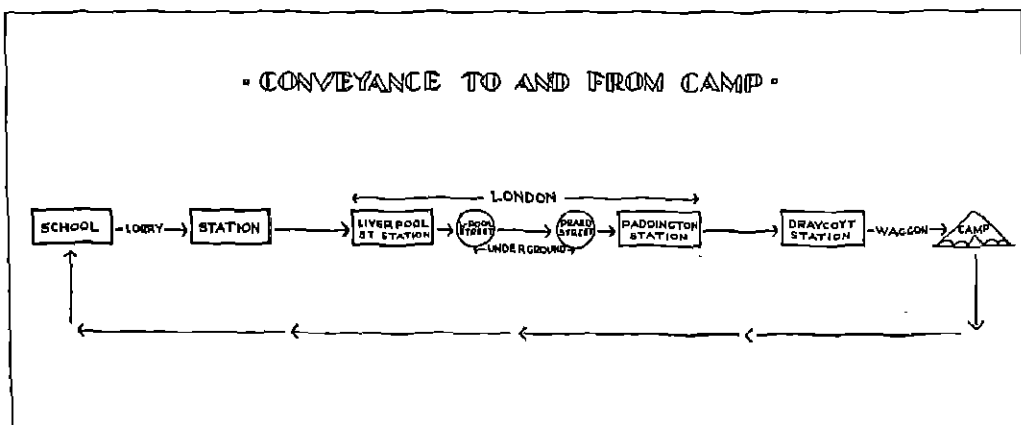 · CONVEYANCE TO AND FROM CAMP ·
LONDON
SCHOOL
LORRY
STATION
LIVERPOOL
ST STATION
L-POOL
STREET
UNDERGROUND
PRAED
STREET
PADDINGTON
STATION
DRAYCOTT
STATION
WAGGON
CAMP